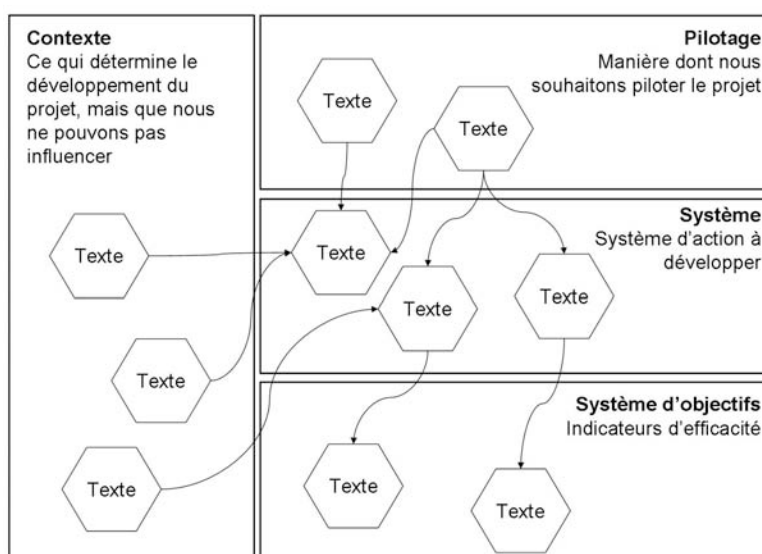 Contexte
Ce qui détermine le
développement du
projet, mais que nous
ne pouvons pas
influencer
Pilotage
Manière dont nous
souhaitons piloter le projet
Texte
Texte
Système
Système d'action à
développer
Texte
Texte
Texte
Texte
Texte
Texte
Système d'objectifs
Indicateurs d'efficacité
Texte
Texte